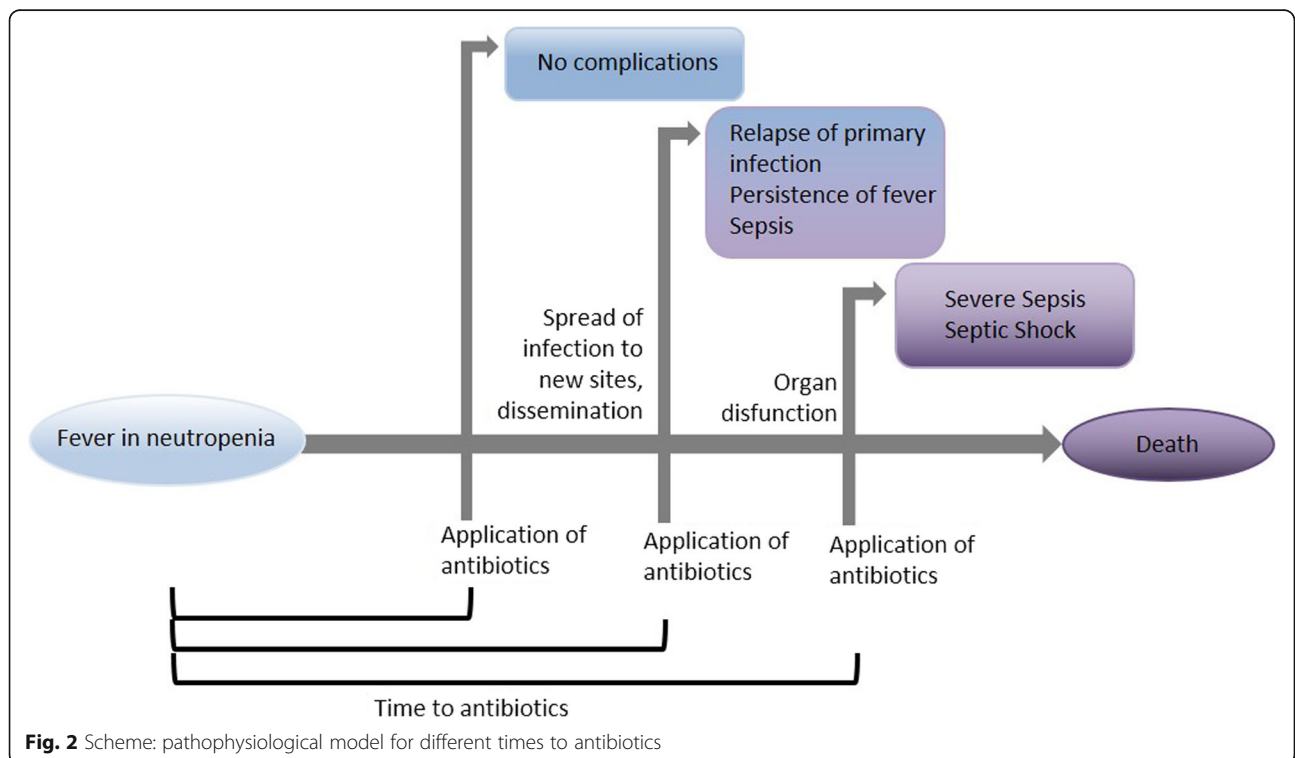 No complications
Relapse of primary
infection
Persistence of fever
Sepsis
Severe Sepsis
Septic Shock
Spread of
infection to
new sites,
dissemination
Organ
disfunction
Fever in neutropenia
Death
Application of
antibiotics
Application of
antibiotics
Application of
antibiotics
Time to antibiotics
Fig. 2 Scheme: pathophysiological model for different times to antibiotics